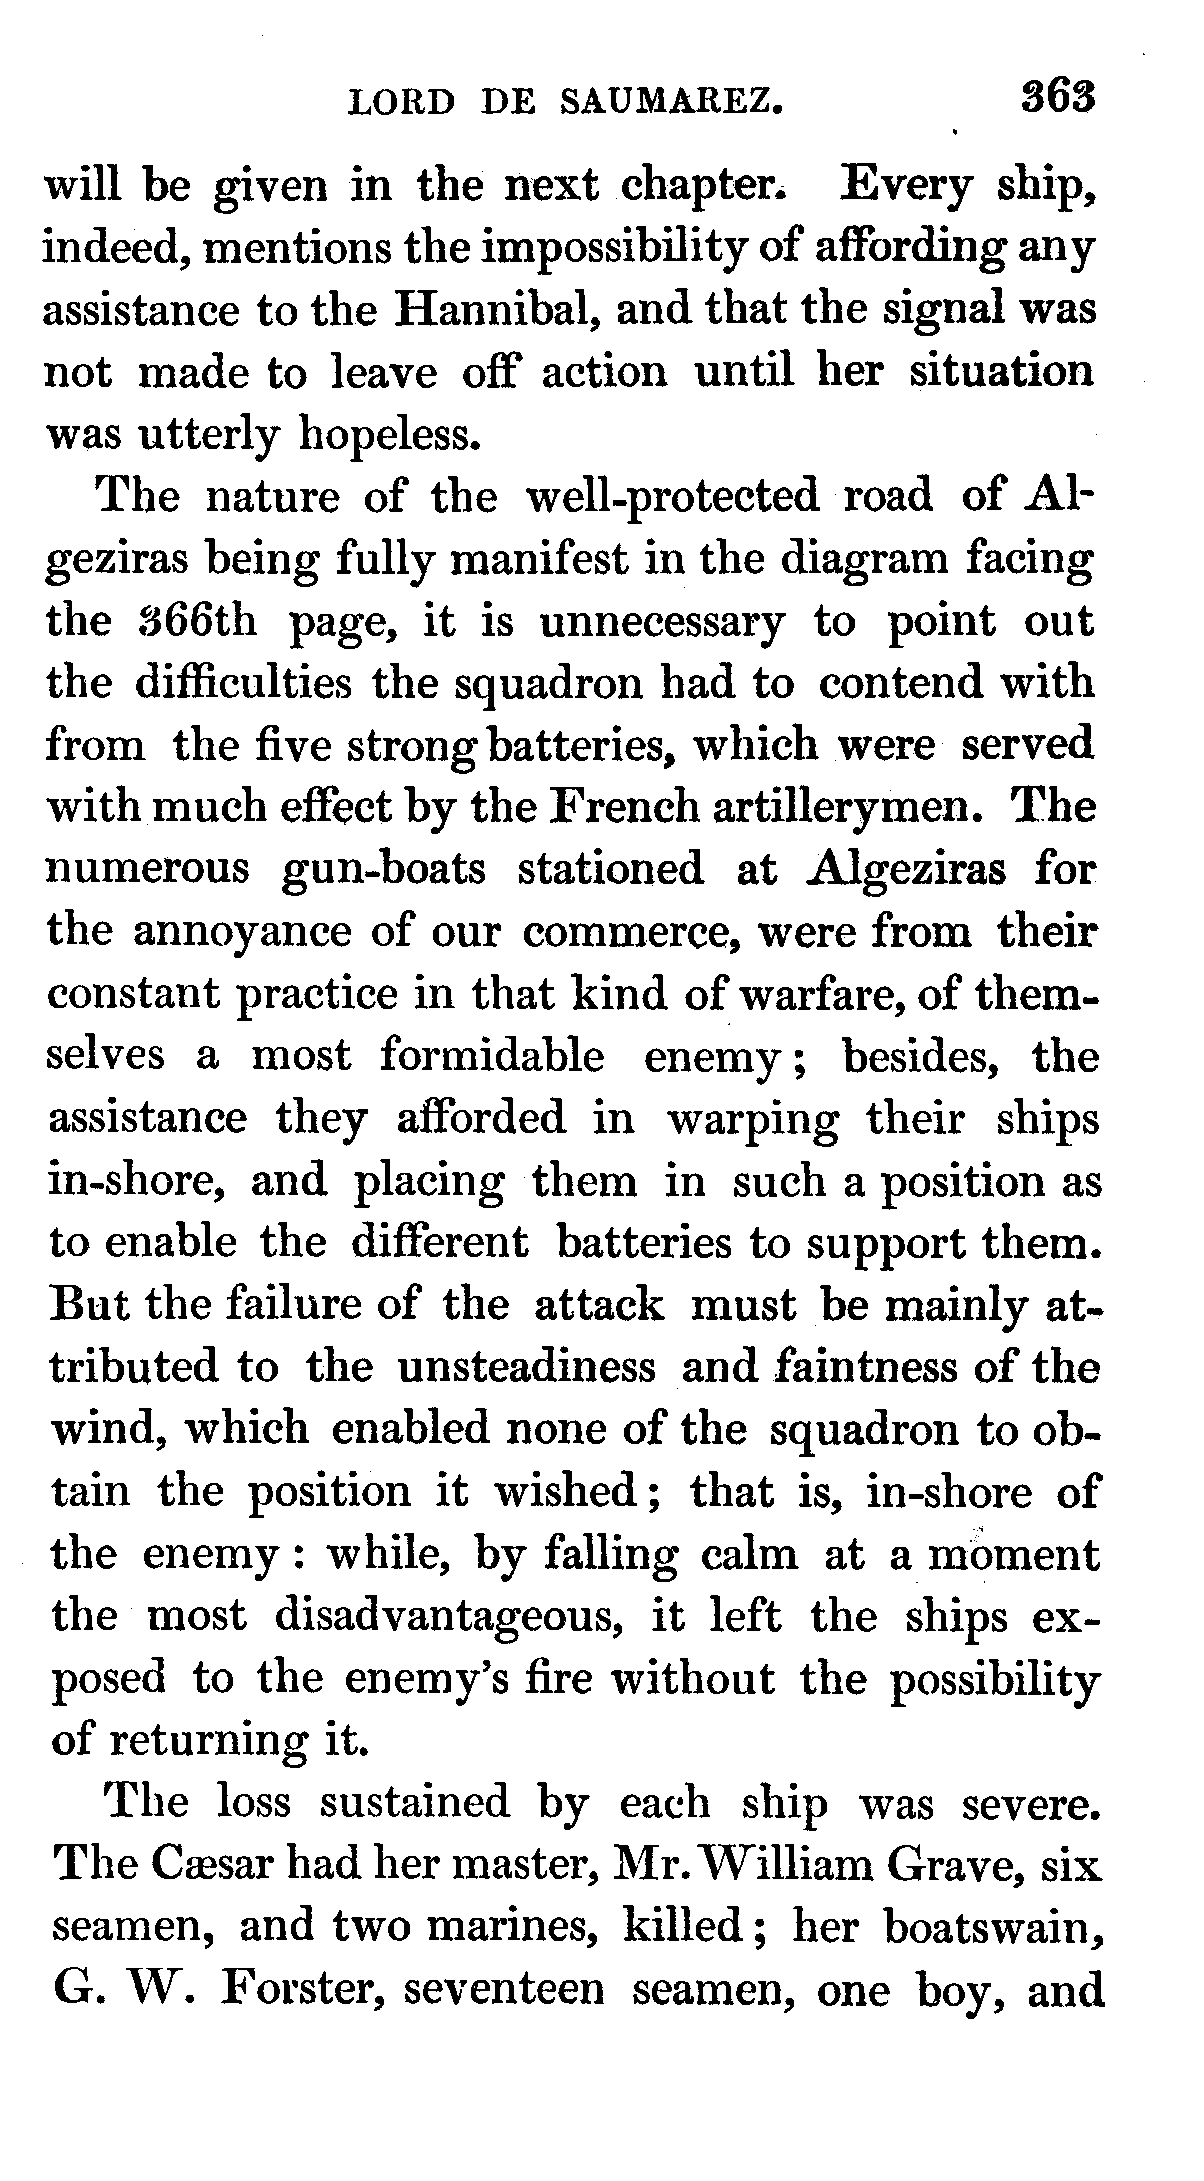 LORD DE SAUMAREZ. 363
will be given in the next chapter. Every ship,
indeed, mentions the impossibility of affording any
assistance to the Hannibal, and that the signal was
not made to leave off action until her situation
was utterly hopeless.
The nature of the well-protected road of Al-
geziras being fully manifest in the diagram facing
the 366th page, it is unnecessary to point out
the difficulties the squadron had to contend with
from the five strong batteries, which were served
with much effect by the French artillerymen. The
numerous gun-boats stationed at Algeziras for
the annoyance of our commerce, were from their
constant practice in that kind of warfare, of them-
selves a most formidable enemy; besides, the
assistance they afforded in warping their ships
in-shore, and placing them in such a position as
to enable the different batteries to support them.
But the failure of the attack must be mainly at-
tributed to the unsteadiness and faintness of the
wind, which enabled none of the squadron to ob-
tain the position it wished; that is, in-shore of
the enemy: while, by falling calm at a moment
the most disadvantageous, it left the ships ex-
posed to the enemy's fire without the possibility
of returning it.
The loss sustained by each ship was severe.
The Cæsar had her master, Mr. William Grave, six
seamen, and two marines, killed; her boatswain,
G. W. Forster, seventeen seamen, one boy, and